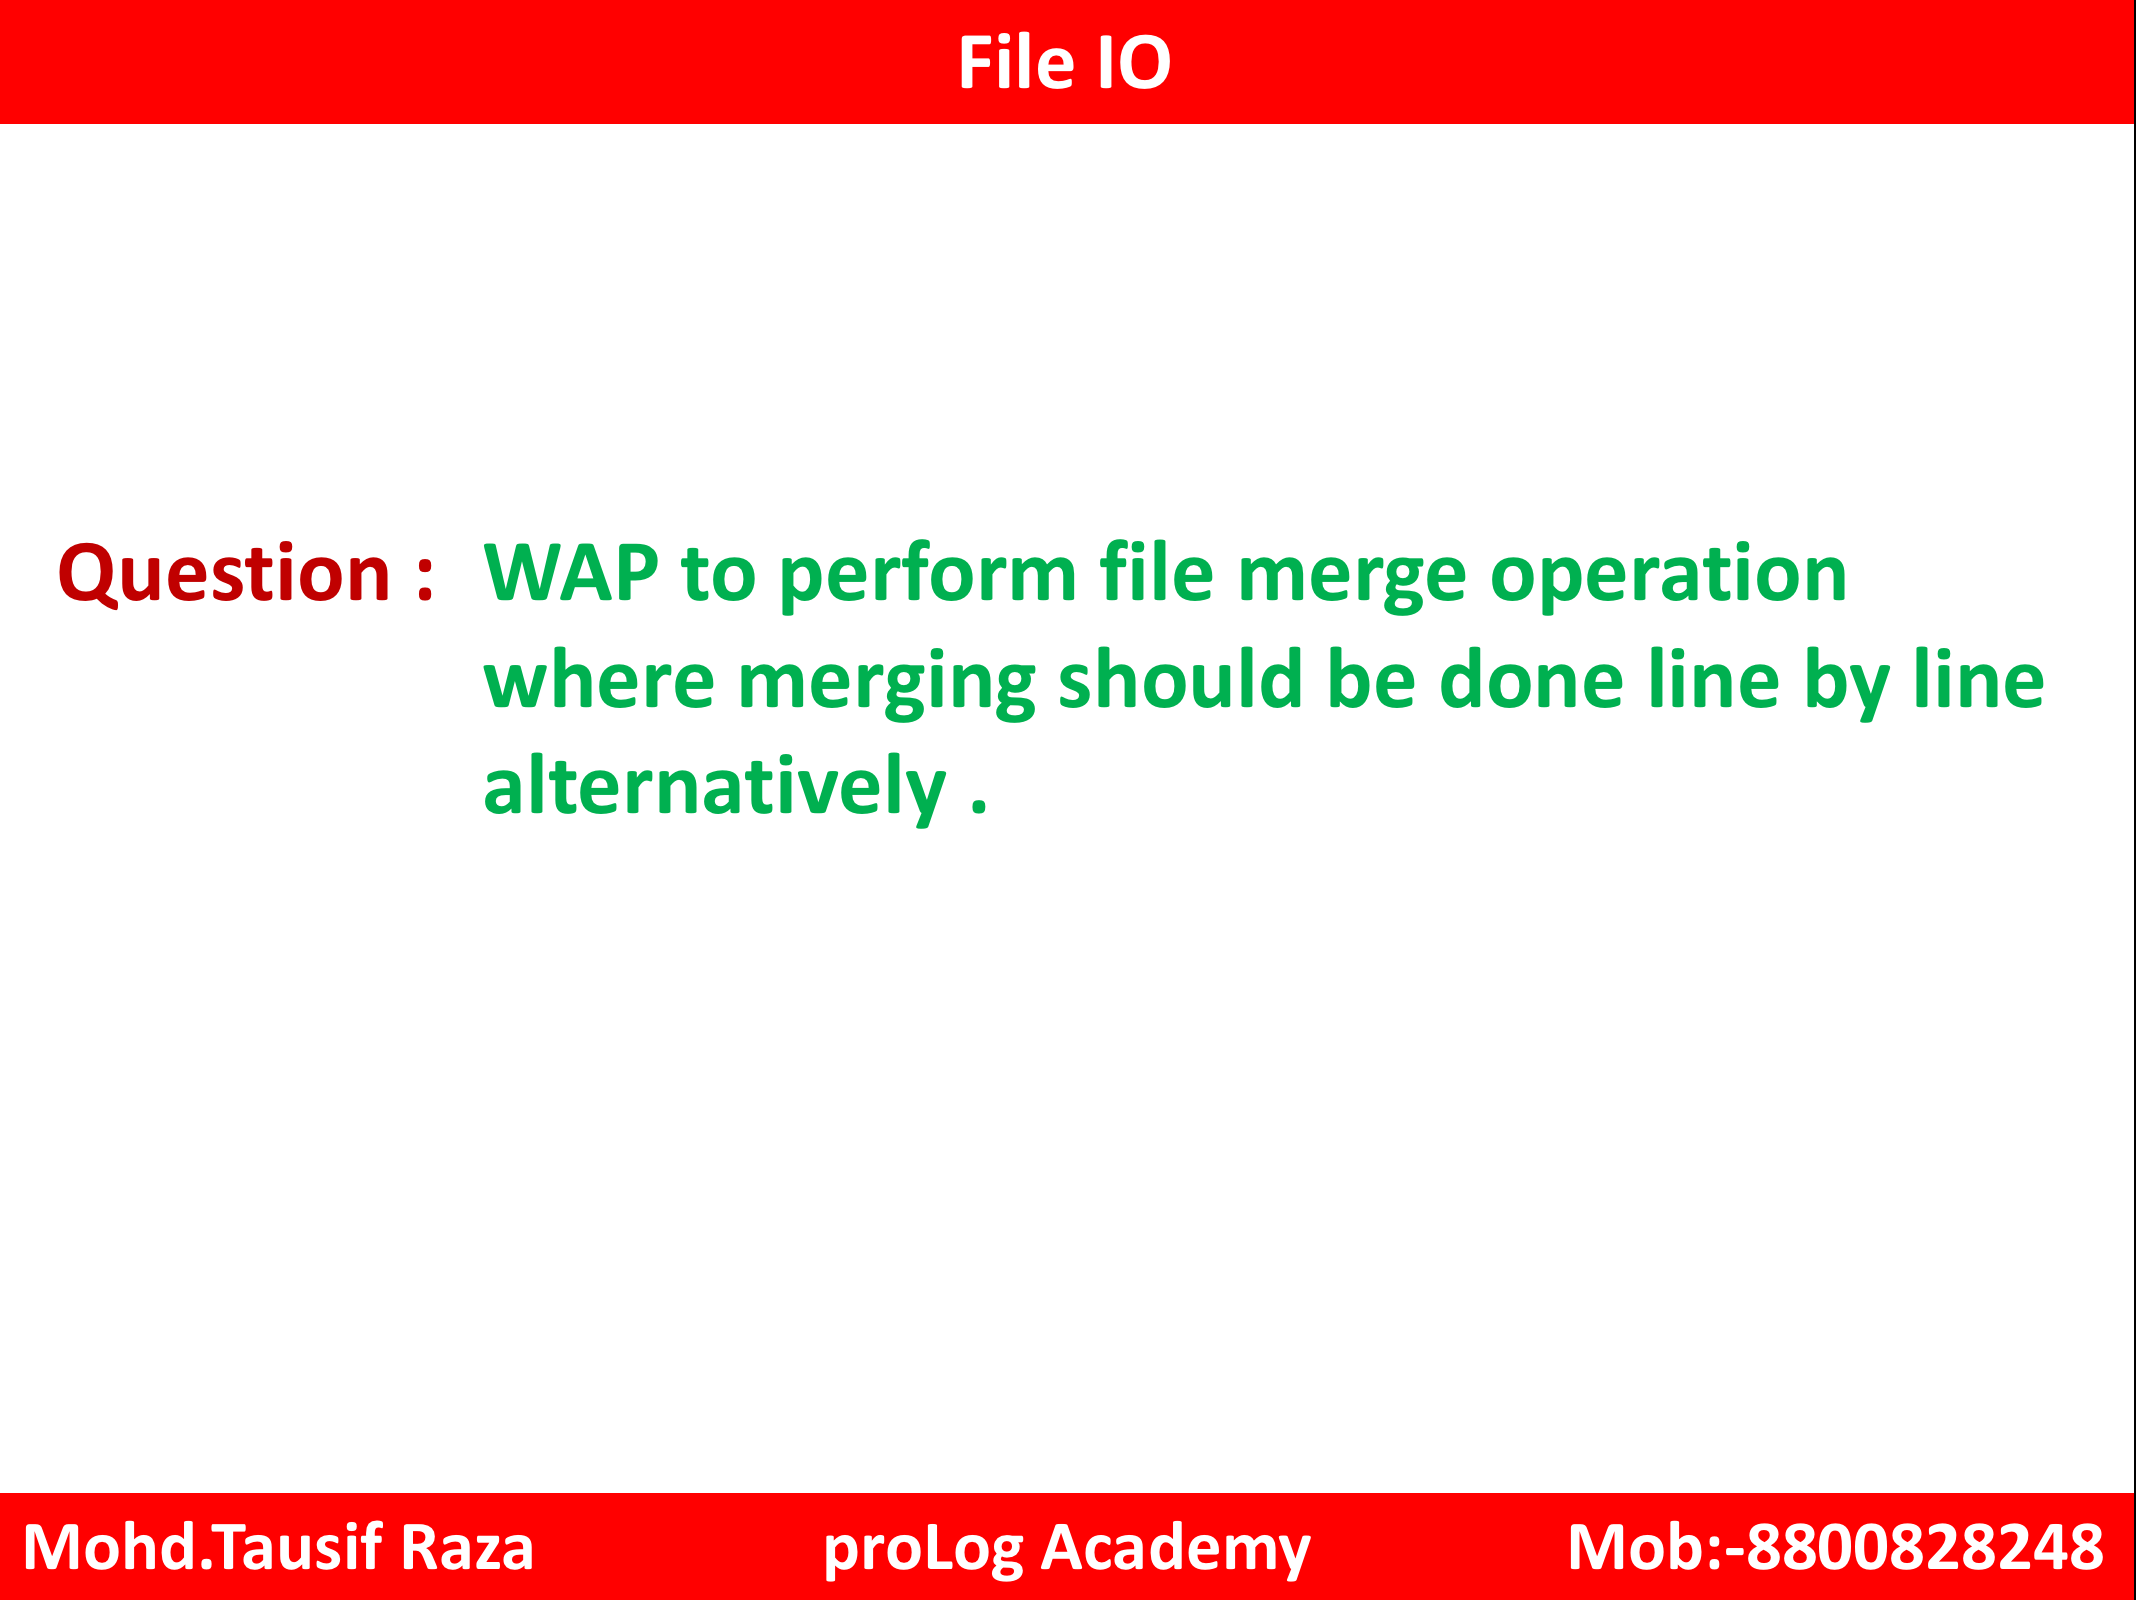 File IO
Question : WAP to perform file merge operation
where merging should be done line by line
alternatively .
Mohd.Tausif Raza proLog Academy Mob:-8800828248